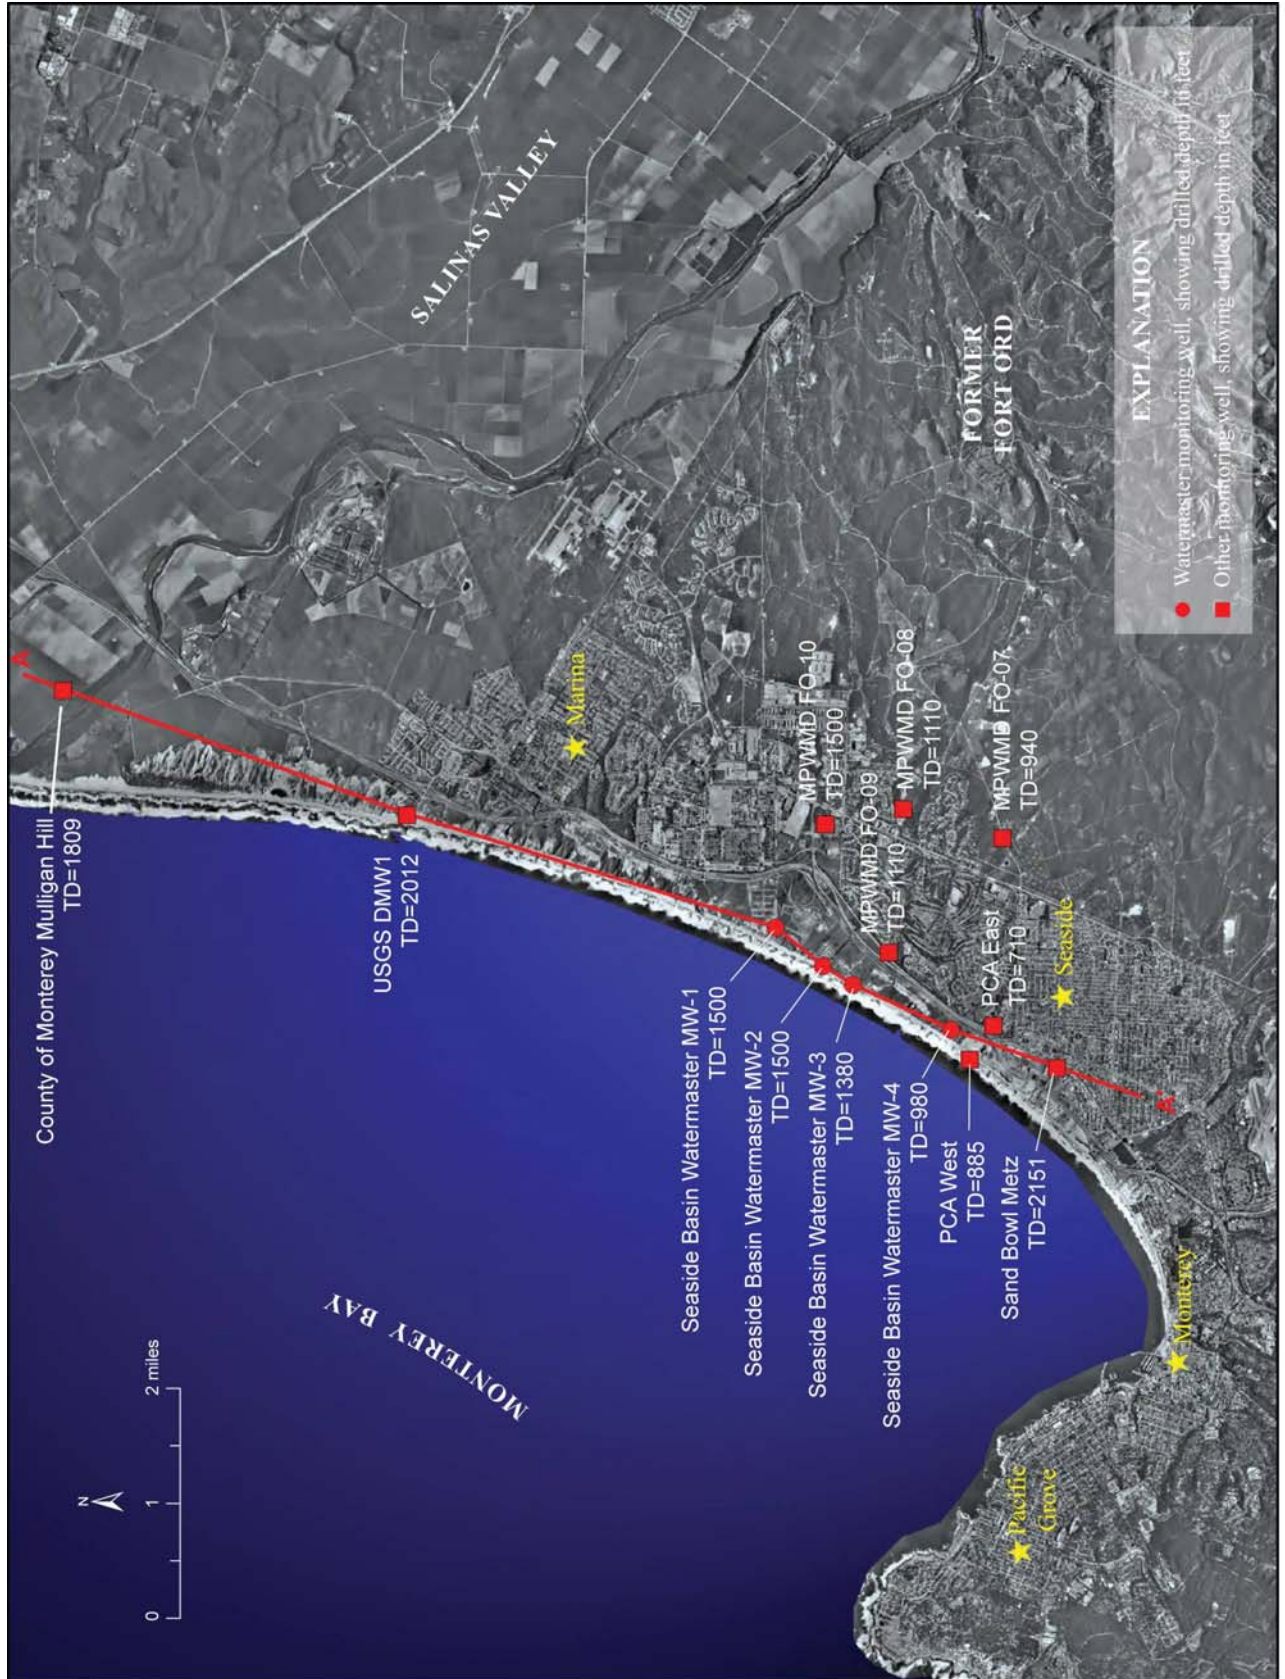 County of Monterey Mulligan Hill
TD=1809
A
USGS DMW1
TD=2012
SALINAS VALLEY
MONTEREY BAY
N
0
1
2 miles
Marina
Seaside Basin Watermaster MW-1
TD=1500
Seaside Basin Watermaster MW-2
TD=1500
Seaside Basin Watermaster MW-3
TD=1380
Seaside Basin Watermaster MW-4
TD=980
PCA West
TD=885
Sand Bowl Metz
TD=2151
MPWMD FO-10
TD=1500
MPWMD FO-09
TD=1110
MPWMD FO-08
TD=1110
MPWMD FO-07
TD=940
PCA East
TD=710
Seaside
A'
FORMER
FORT ORD
Monterey
Pacific
Grove
EXPLANATION
Watermaster monitoring well, showing drilled depth in feet
Other monitoring well, showing drilled depth in feet